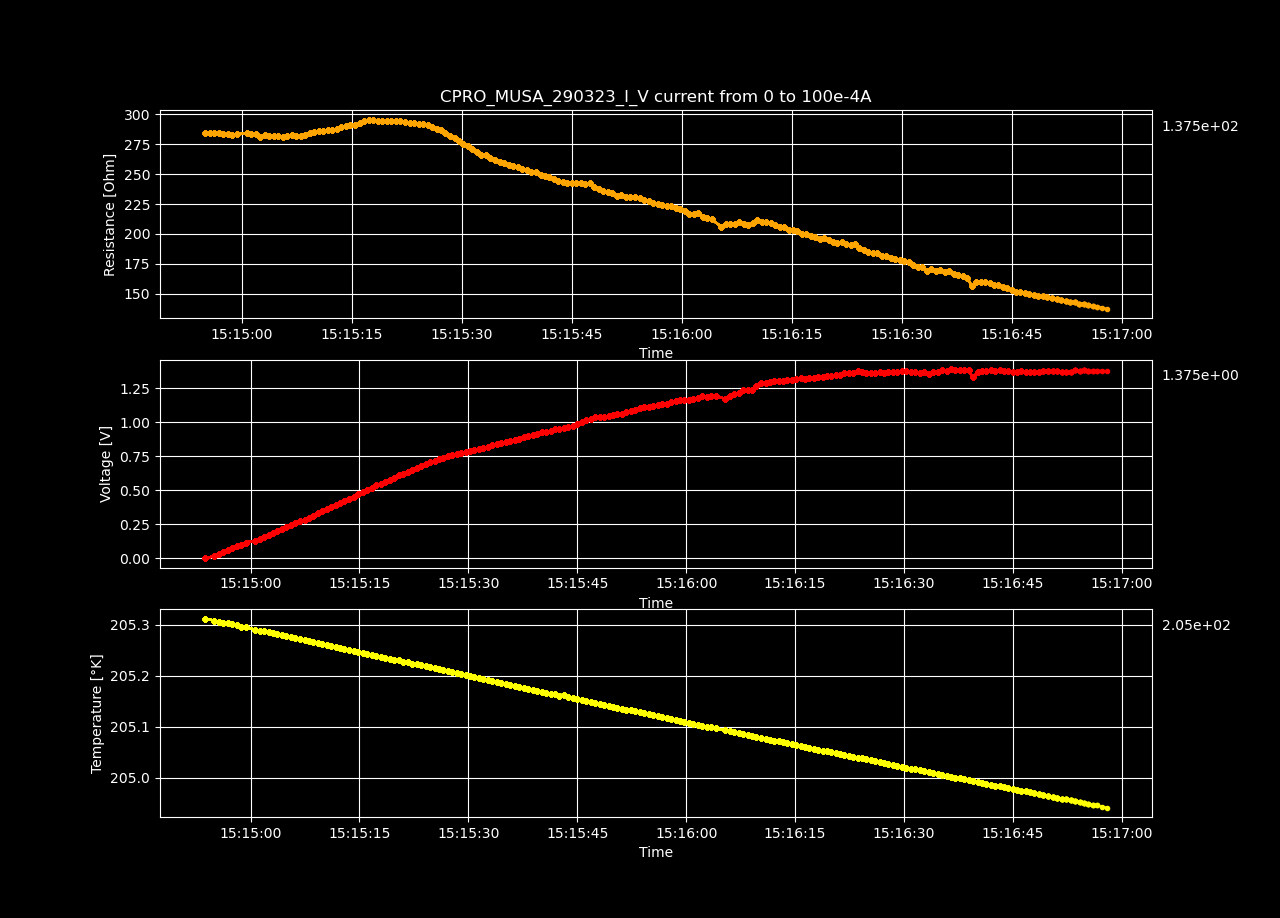 CPRO_MUSA_290323_I_V current from 0 to 100e-4A
300
275
250
225
200
175
150
Resistance [Ohm]
1.375e+02
15:15:00 15:15:15 15:15:30 15:15:45 15:16:00 15:16:15 15:16:30 15:16:45 15:17:00
Time
1.25
1.00
0.75
0.50
0.25
0.00
Voltage [V]
1.375e+00
15:15:00 15:15:15 15:15:30 15:15:45 15:16:00 15:16:15 15:16:30 15:16:45 15:17:00
Time
205.3
205.2
205.1
205.0
Temperature [°K]
2.05e+02
15:15:00 15:15:15 15:15:30 15:15:45 15:16:00 15:16:15 15:16:30 15:16:45 15:17:00
Time